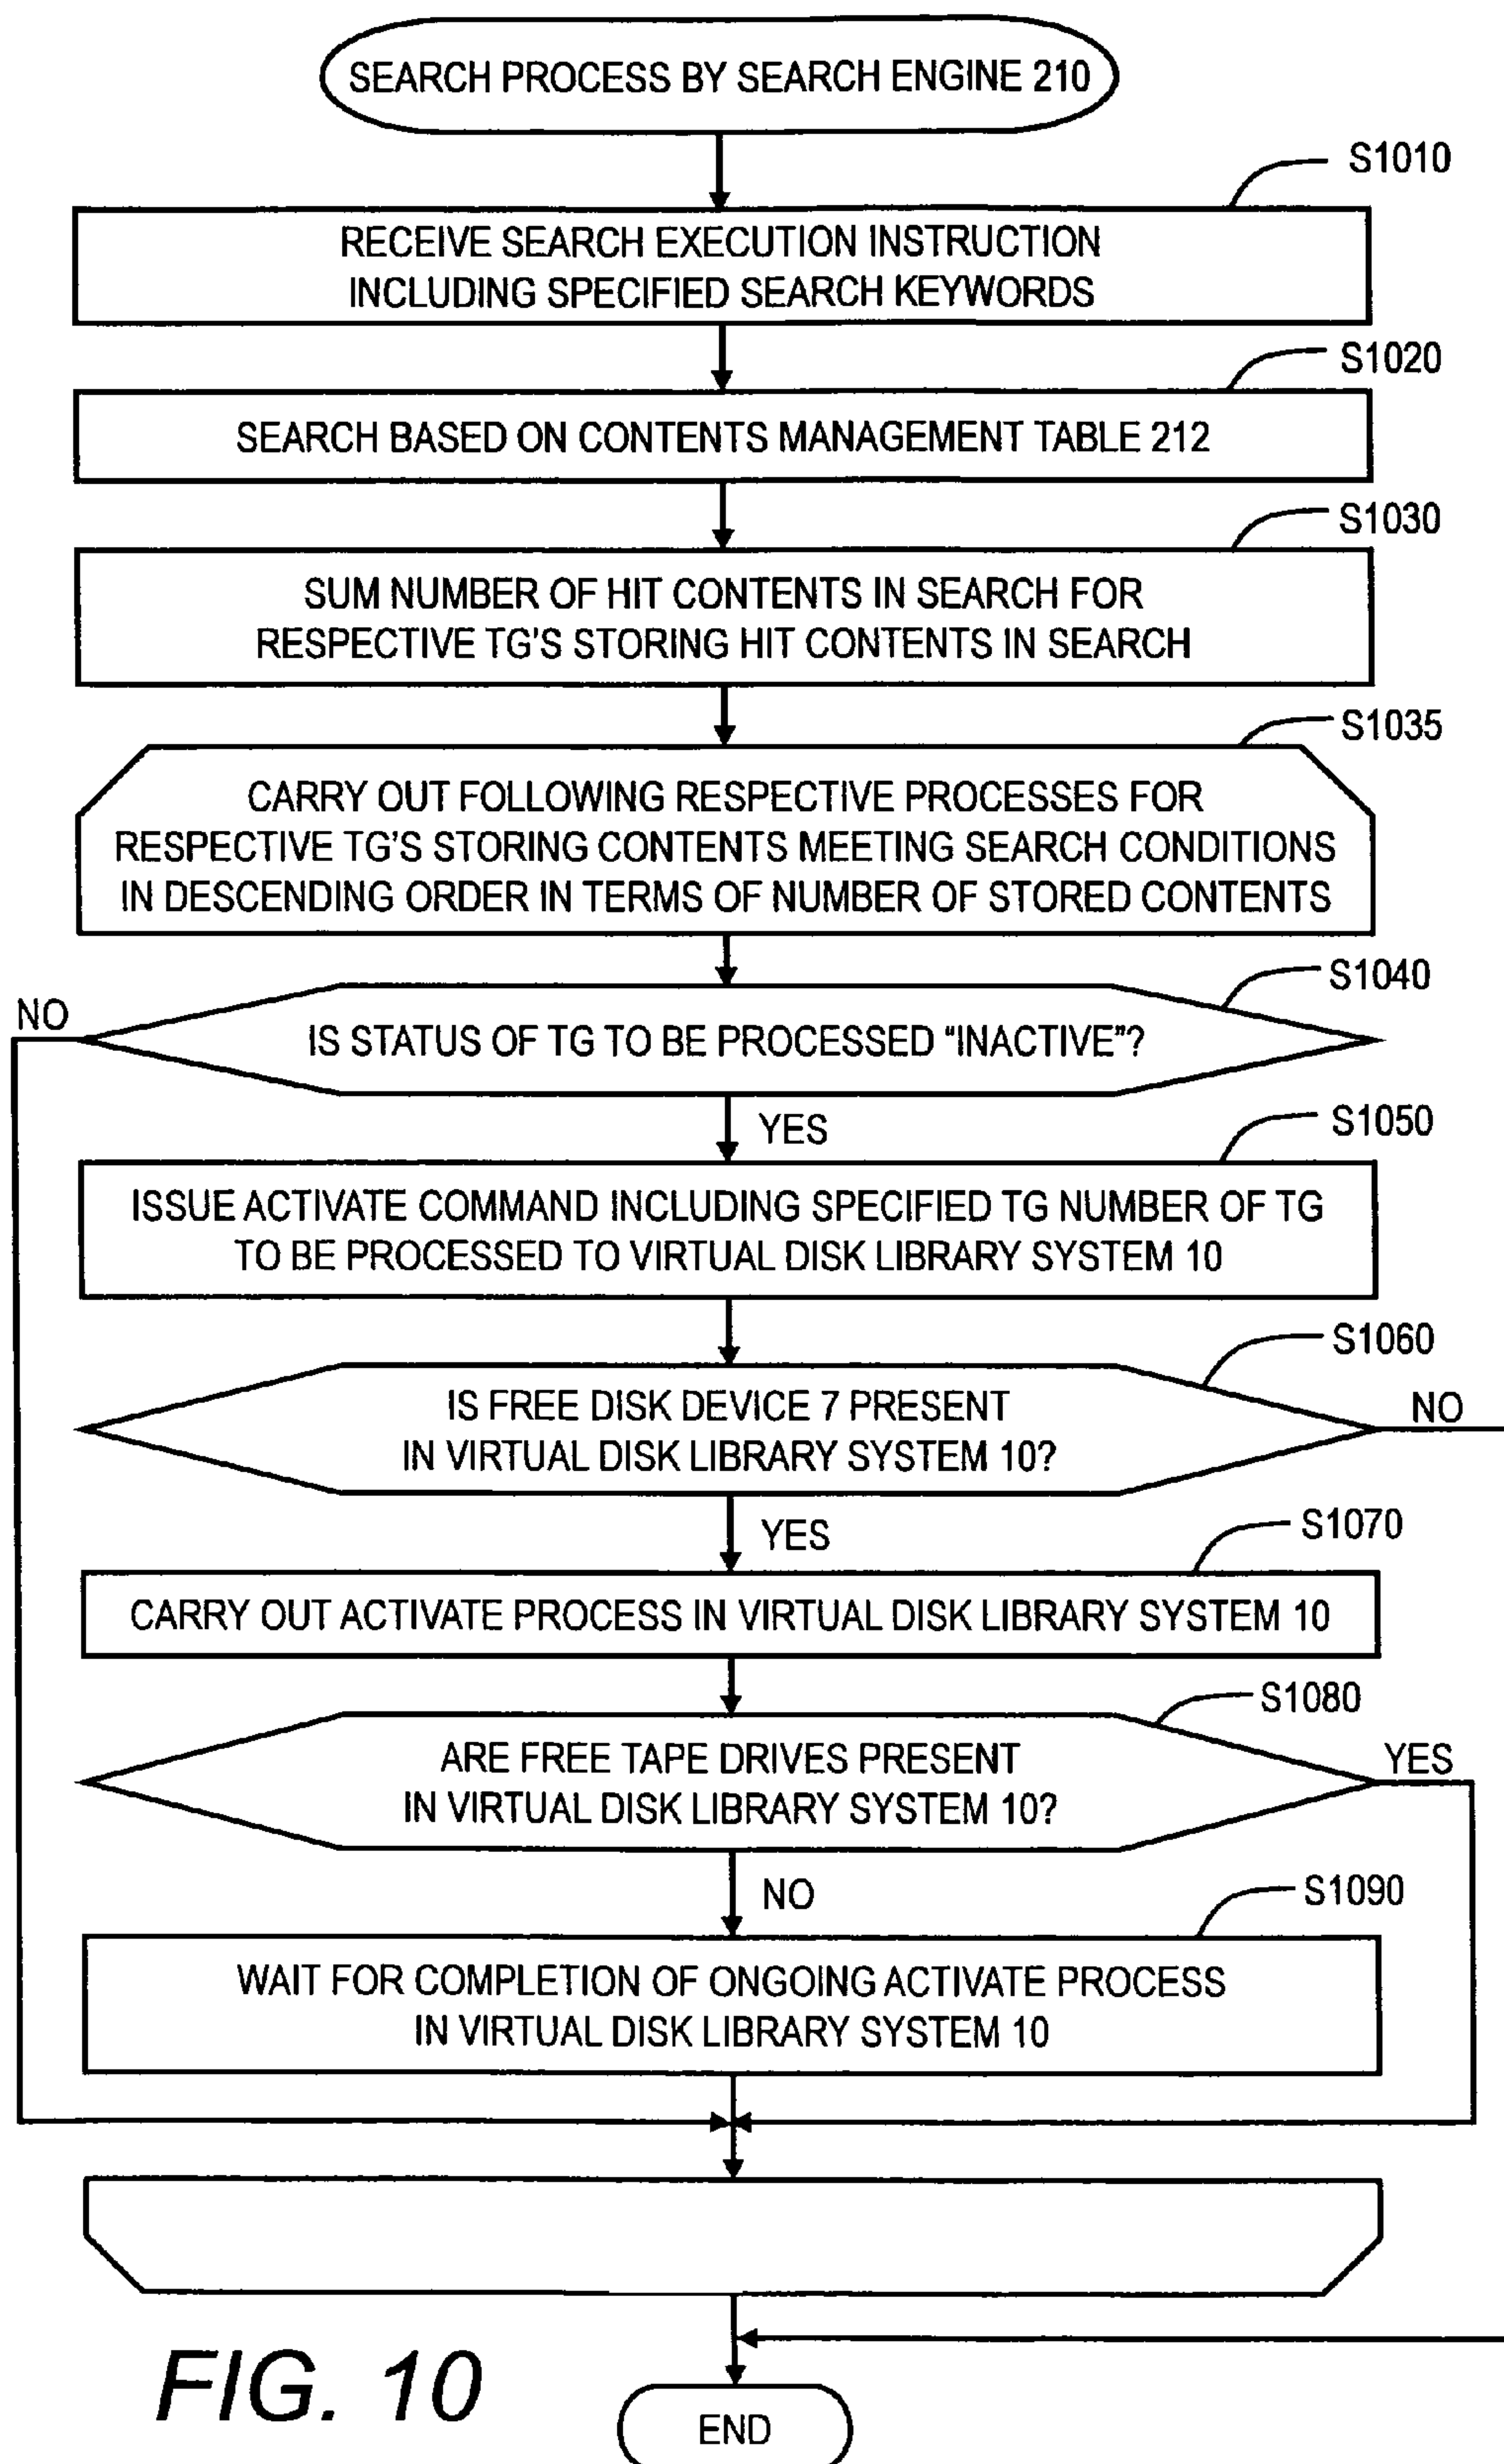 SEARCH PROCESS BY SEARCH ENGINE 210
S1010
RECEIVE SEARCH EXECUTION INSTRUCTION
INCLUDING SPECIFIED SEARCH KEYWORDS
S1020
SEARCH BASED ON CONTENTS MANAGEMENT TABLE 212
S1030
SUM NUMBER OF HIT CONTENTS IN SEARCH FOR
RESPECTIVE TG'S STORING HIT CONTENTS IN SEARCH
S1035
CARRY OUT FOLLOWING RESPECTIVE PROCESSES FOR
RESPECTIVE TG'S STORING CONTENTS MEETING SEARCH CONDITIONS
IN DESCENDING ORDER IN TERMS OF NUMBER OF STORED CONTENTS
S1040
NO
IS STATUS OF TG TO BE PROCESSED "INACTIVE"?
YES
S1050
ISSUE ACTIVATE COMMAND INCLUDING SPECIFIED TG NUMBER OF TG
TO BE PROCESSED TO VIRTUAL DISK LIBRARY SYSTEM 10
S1060
IS FREE DISK DEVICE 7 PRESENT
IN VIRTUAL DISK LIBRARY SYSTEM 10?
NO
YES
S1070
CARRY OUT ACTIVATE PROCESS IN VIRTUAL DISK LIBRARY SYSTEM 10
S1080
ARE FREE TAPE DRIVES PRESENT
IN VIRTUAL DISK LIBRARY SYSTEM 10?
YES
NO
S1090
WAIT FOR COMPLETION OF ONGOING ACTIVATE PROCESS
IN VIRTUAL DISK LIBRARY SYSTEM 10
FIG. 10
END